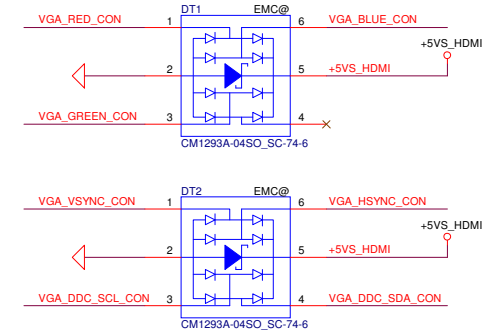 DT1 EMC@
VGA_RED_CON 1 6 VGA_BLUE_CON
+5VS_HDMI
2 5 +5VS_HDMI
VGA_GREEN_CON 3 4
CM1293A-04SO_SC-74-6
DT2 EMC@
VGA_VSYNC_CON 1 6 VGA_HSYNC_CON
+5VS_HDMI
2 5 +5VS_HDMI
VGA_DDC_SCL_CON 3 4 VGA_DDC_SDA_CON
CM1293A-04SO_SC-74-6